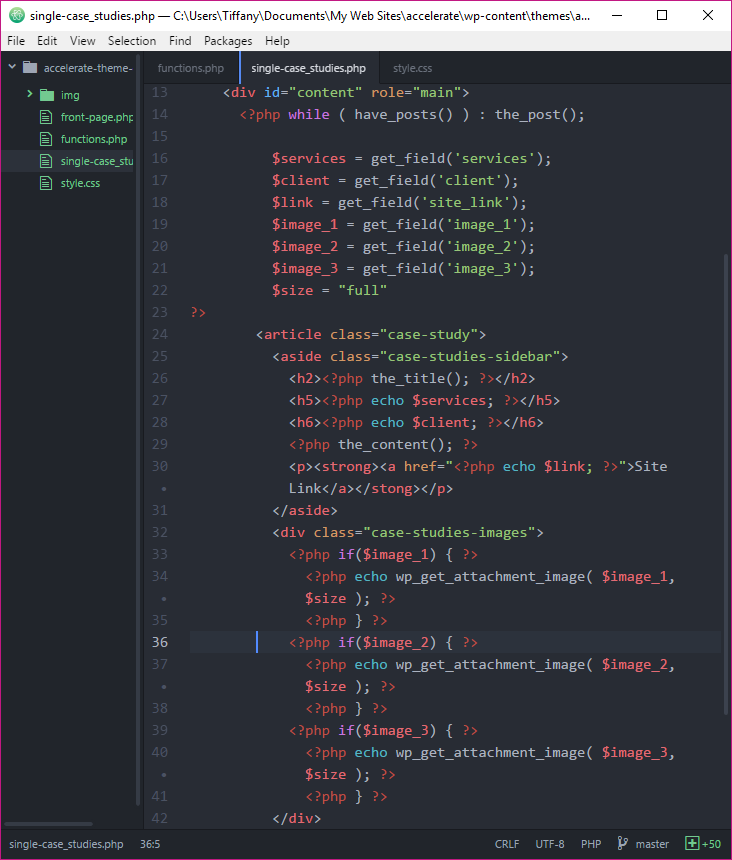 single-case_studies.php — C:\Users\Tiffany\Documents\My Web Sites\accelerate\wp-content\themes\a...
File Edit View Selection Find Packages Help
accelerate-theme-
img
front-page.php
functions.php
single-case_stu
style.css
functions.php single-case_studies.php style.css
13 <div id="content" role="main">
14 <?php while ( have_posts() ) : the_post();
15
16 $services = get_field('services');
17 $client = get_field('client');
18 $link = get_field('site_link');
19 $image_1 = get_field('image_1');
20 $image_2 = get_field('image_2');
21 $image_3 = get_field('image_3');
22 $size = "full"
23 ?>
24 <article class="case-study">
25 <aside class="case-studies-sidebar">
26 <h2><?php the_title(); ?></h2>
27 <h5><?php echo $services; ?></h5>
28 <h6><?php echo $client; ?></h6>
29 <?php the_content(); ?>
30 <p><strong><a href="<?php echo $link; ?>">Site
• Link</a></stong></p>
31 </aside>
32 <div class="case-studies-images">
33 <?php if($image_1) { ?>
34 <?php echo wp_get_attachment_image( $image_1,
• $size ); ?>
35 <?php } ?>
36 <?php if($image_2) { ?>
37 <?php echo wp_get_attachment_image( $image_2,
• $size ); ?>
38 <?php } ?>
39 <?php if($image_3) { ?>
40 <?php echo wp_get_attachment_image( $image_3,
• $size ); ?>
41 <?php } ?>
42 </div>
single-case_studies.php 36:5 CRLF UTF-8 PHP master +50